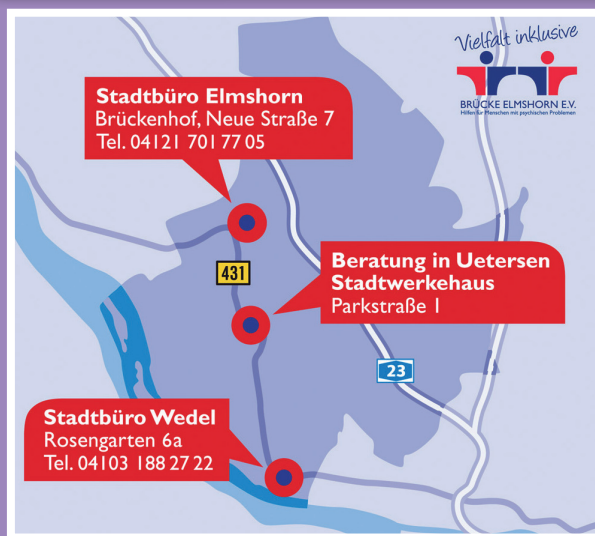 Vielfalt inklusive
BRÜCKE ELMSHORN E.V.
Hilfen für Menschen mit psychischen Problemen
Stadtbüro Elmshorn
Brückenhof, Neue Straße 7
Tel. 04121 701 77 05
431
Beratung in Uetersen
Stadtwerkehaus
Parkstraße 1
23
Stadtbüro Wedel
Rosengarten 6a
Tel. 04103 188 27 22